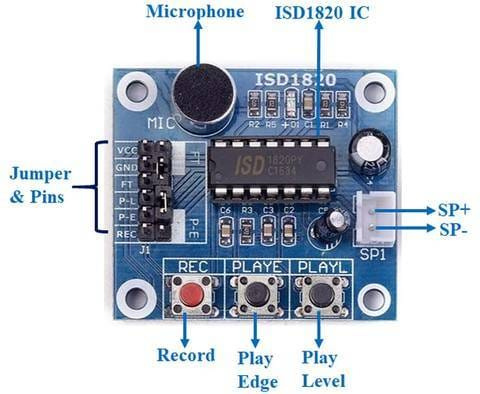 Microphone
ISD1820 IC
ISD1820
MIC
R2 R5 +D1 C1 R1 R4
VCC
GND
FT
P-L
P-E
REC
FT
P-E
J1
ISD 1820PY
C1634
Jumper
& Pins
C6 R3 C3 C2
SP+
SP-
SP1
REC PLAYE PLAYL
Record
Play
Edge
Play
Level